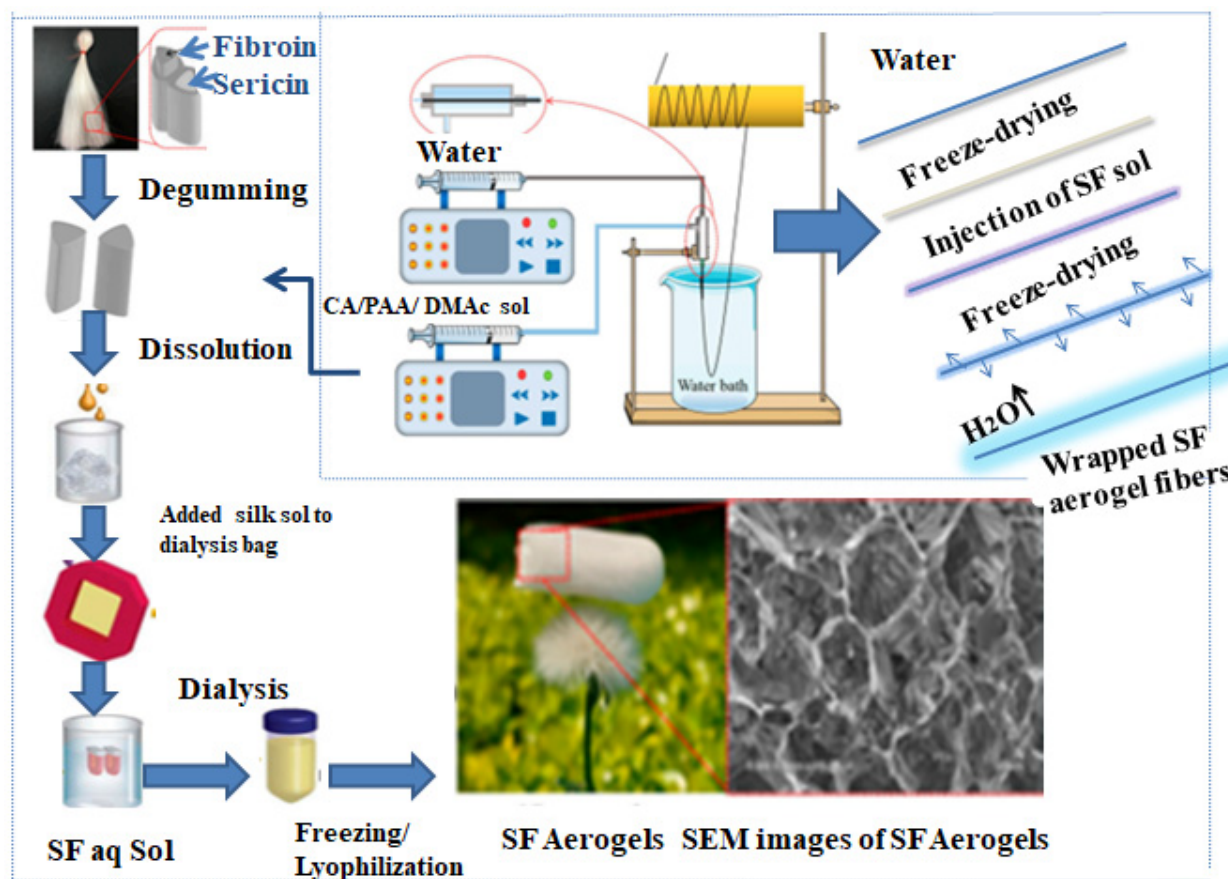 Fibroin
Sericin
Degumming
Dissolution
Added silk sol to
dialysis bag
Dialysis
SF aq Sol
Freezing/
Lyophilization
SF Aerogels
SEM images of SF Aerogels
Water
CA/PAA/ DMAc sol
Water bath
Water
Freeze-drying
Injection of SF sol
Freeze-drying
H2O
Wrapped SF
aerogel fibers